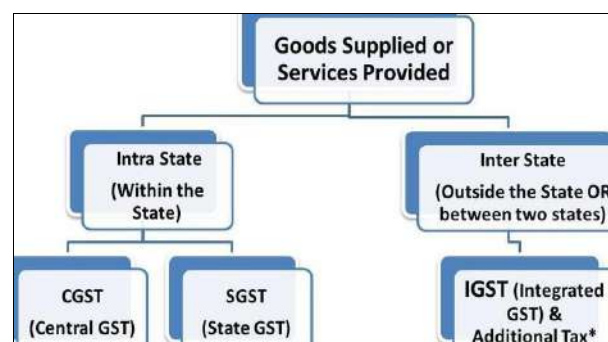 Goods Supplied or
Services Provided
Intra State
(Within the
State)
Inter State
(Outside the State OR
between two states)
CGST
(Central GST)
SGST
(State GST)
IGST (Integrated
GST) &
Additional Tax*